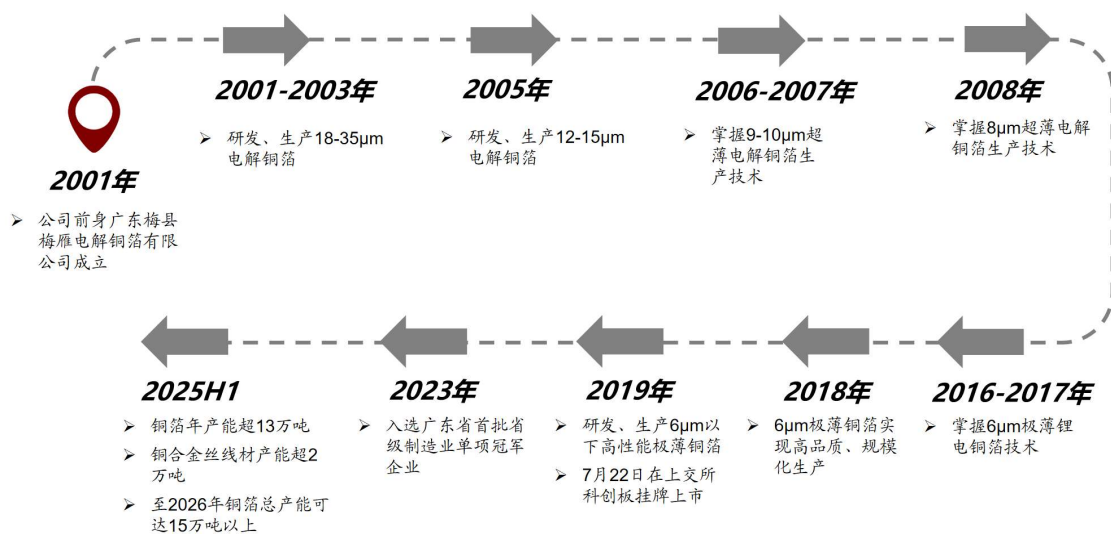 2001年
➢ 公司前身广东梅县
梅雁电解铜箔有限
公司成立
2001-2003年
➢ 研发、生产18-35μm
电解铜箔
2005年
➢ 研发、生产12-15μm
电解铜箔
2006-2007年
➢ 掌握9-10μm超
薄电解铜箔生
产技术
2008年
➢ 掌握8μm超薄电解
铜箔生产技术
2016-2017年
➢ 掌握6μm极薄锂
电铜箔技术
2018年
➢ 6μm极薄铜箔实
现高品质、规模
化生产
2019年
➢ 研发、生产6μm以
下高性能极薄铜箔
➢ 7月22日在上交所
科创板挂牌上市
2023年
➢ 入选广东省首批省
级制造业单项冠军
企业
2025H1
➢ 铜箔年产能超13万吨
➢ 铜合金丝线材产能超2
万吨
➢ 至2026年铜箔总产能可
达15万吨以上